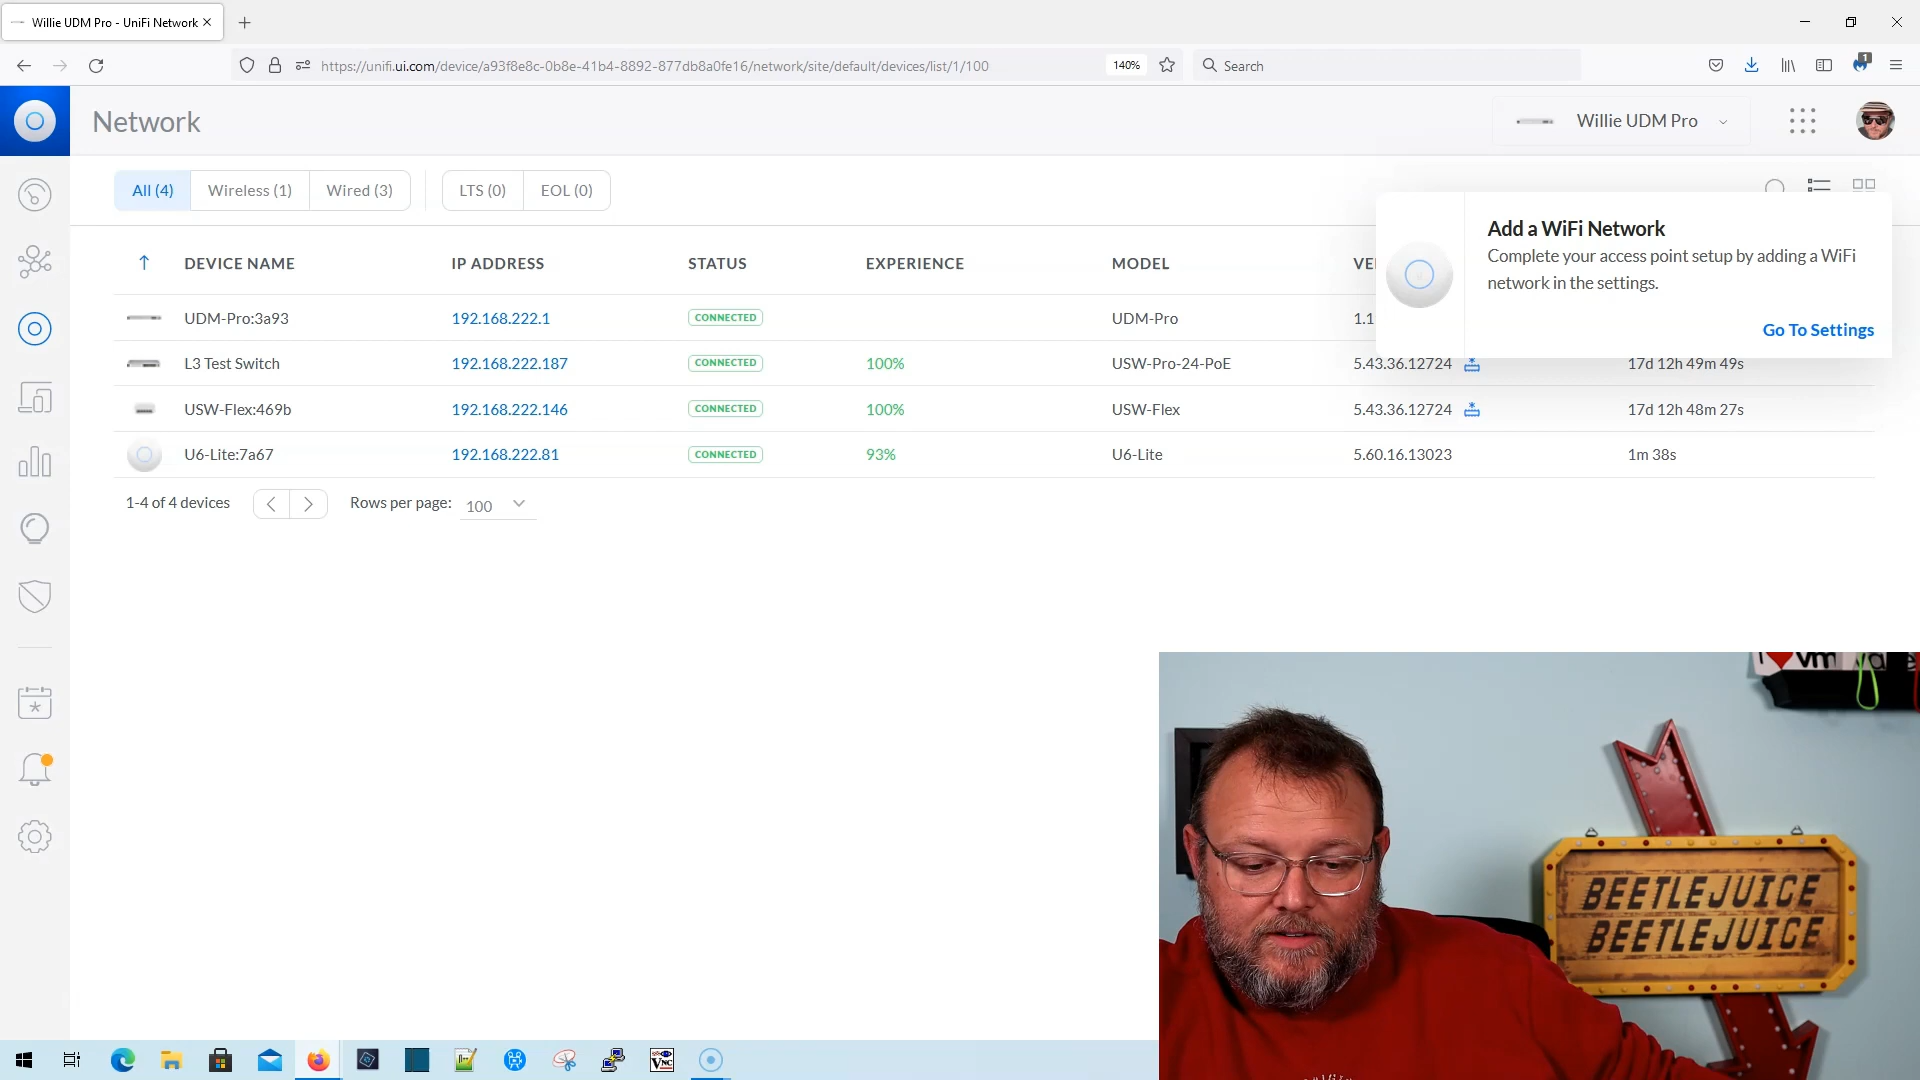 Willie UDM Pro - UniFi Network
https://unifi.ui.com/device/a93f8e8c-0b8e-41b4-8892-877db8a0fe16/network/site/default/devices/list/1/100
140%
Search
1
Network
Willie UDM Pro
All (4)
Wireless (1)
Wired (3)
LTS (0)
EOL (0)
Add a WiFi Network
Complete your access point setup by adding a WiFi
network in the settings.
Go To Settings
DEVICE NAME
IP ADDRESS
STATUS
EXPERIENCE
MODEL
VE
UDM-Pro:3a93
192.168.222.1
CONNECTED
UDM-Pro
1.1
L3 Test Switch
192.168.222.187
CONNECTED
100%
USW-Pro-24-PoE
5.43.36.12724
17d 12h 49m 49s
USW-Flex:469b
192.168.222.146
CONNECTED
100%
USW-Flex
5.43.36.12724
17d 12h 48m 27s
U6-Lite:7a67
192.168.222.81
CONNECTED
93%
U6-Lite
5.60.16.13023
1m 38s
1-4 of 4 devices
Rows per page:
100
BEETLEJUICE
BEETLEJUICE
VNC